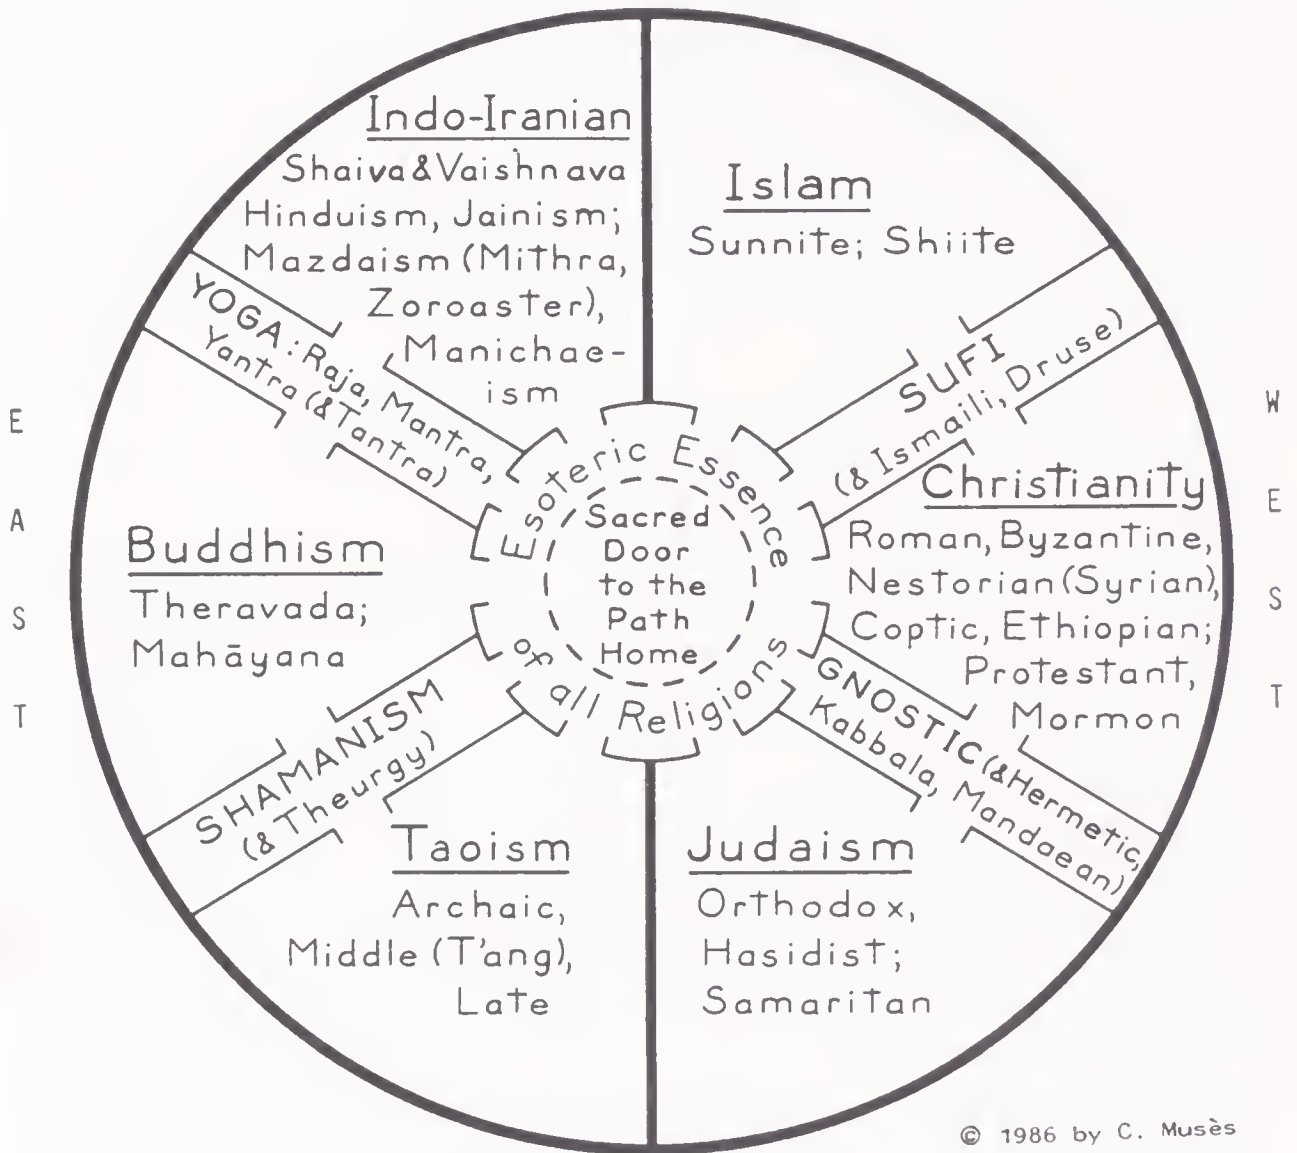 Indo-Iranian
Shaiva & Vaishnava
Hinduism, Jainism;
Mazdaism (Mithra,
Zoroaster),
Manichae-
ism
Islam
Sunnite; Shiite
YOGA: Raja, Mantra,
Yantra (& Tantra)
SUFI
(& Ismaili, Druse)
EAST
WEST
Buddhism
Theravada;
Mahāyana
Esoteric Essence
of all Religions
Sacred
Door
to the
Path
Home
Christianity
Roman, Byzantine,
Nestorian (Syrian),
Coptic, Ethiopian;
Protestant,
Mormon
SHAMANISM
(& Theurgy)
GNOSTIC (& Hermetic,
Kabbala, Mandaean)
Taoism
Archaic,
Middle (T'ang),
Late
Judaism
Orthodox,
Hasidist;
Samaritan
© 1986 by C. Musès